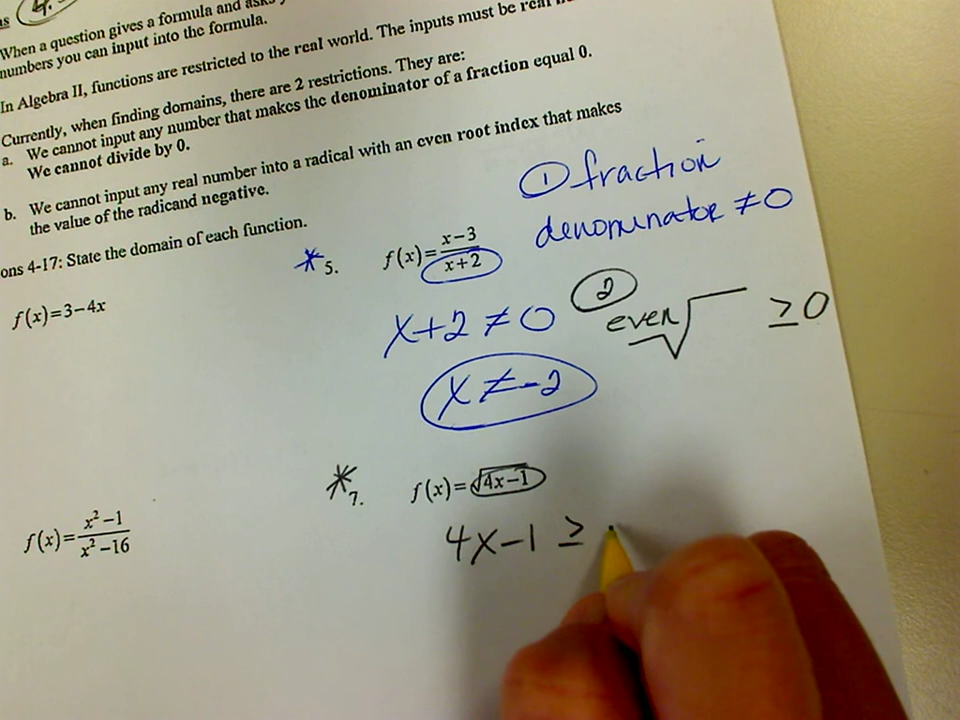 4.
When a question gives a formula and asks
numbers you can input into the formula.
In Algebra II, functions are restricted to the real world. The inputs must be real
Currently, when finding domains, there are 2 restrictions. They are:
a. We cannot input any number that makes the denominator of a fraction equal 0.
We cannot divide by 0.
b. We cannot input any real number into a radical with an even root index that makes
the value of the radicand negative.
ons 4-17: State the domain of each function.
① fraction
denominator ≠ 0
f(x)=3-4x
* 5. f(x)=(x-3)/(x+2)
x+2 ≠ 0
x ≠ -2
② even√ ≥ 0
f(x)=(x²-1)/(x²-16)
* 7. f(x)=√(4x-1)
4x-1 ≥